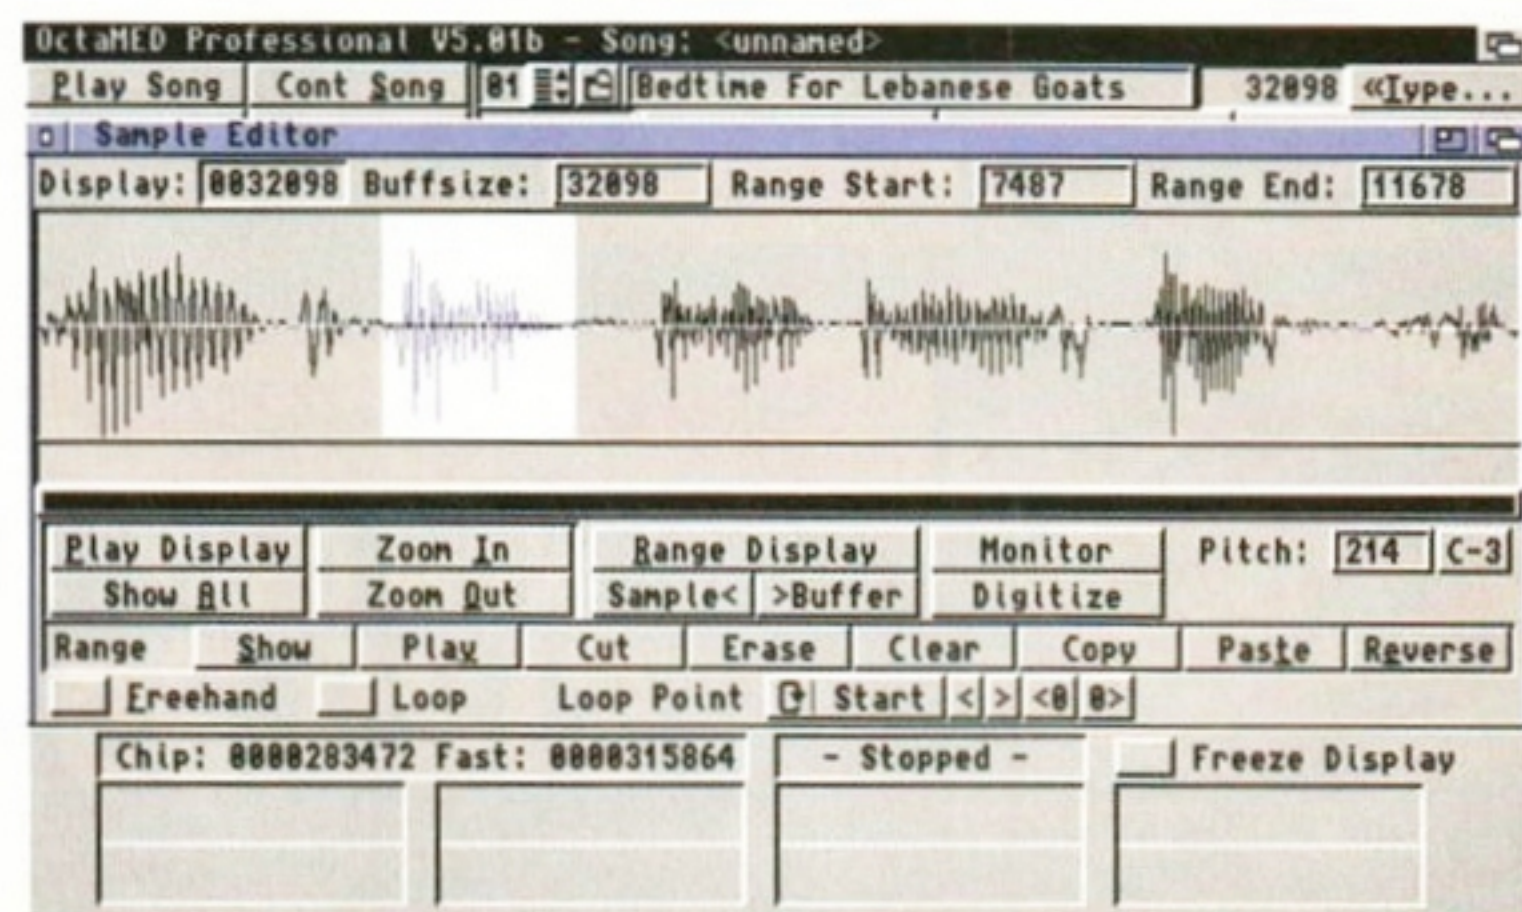 OctaMED Professional V5.01b - Song: <unnamed>
Play Song Cont Song 01 Bedtime For Lebanese Goats 32098 «Type...
Sample Editor
Display: 0032098 Buffsize: 32098 Range Start: 7487 Range End: 11678
Play Display Zoom In Range Display Monitor Pitch: 214 C-3
Show All Zoom Out Sample< >Buffer Digitize
Range Show Play Cut Erase Clear Copy Paste Reverse
Freehand Loop Loop Point Start < > <0 0>
Chip: 0000283472 Fast: 0000315864 - Stopped - Freeze Display